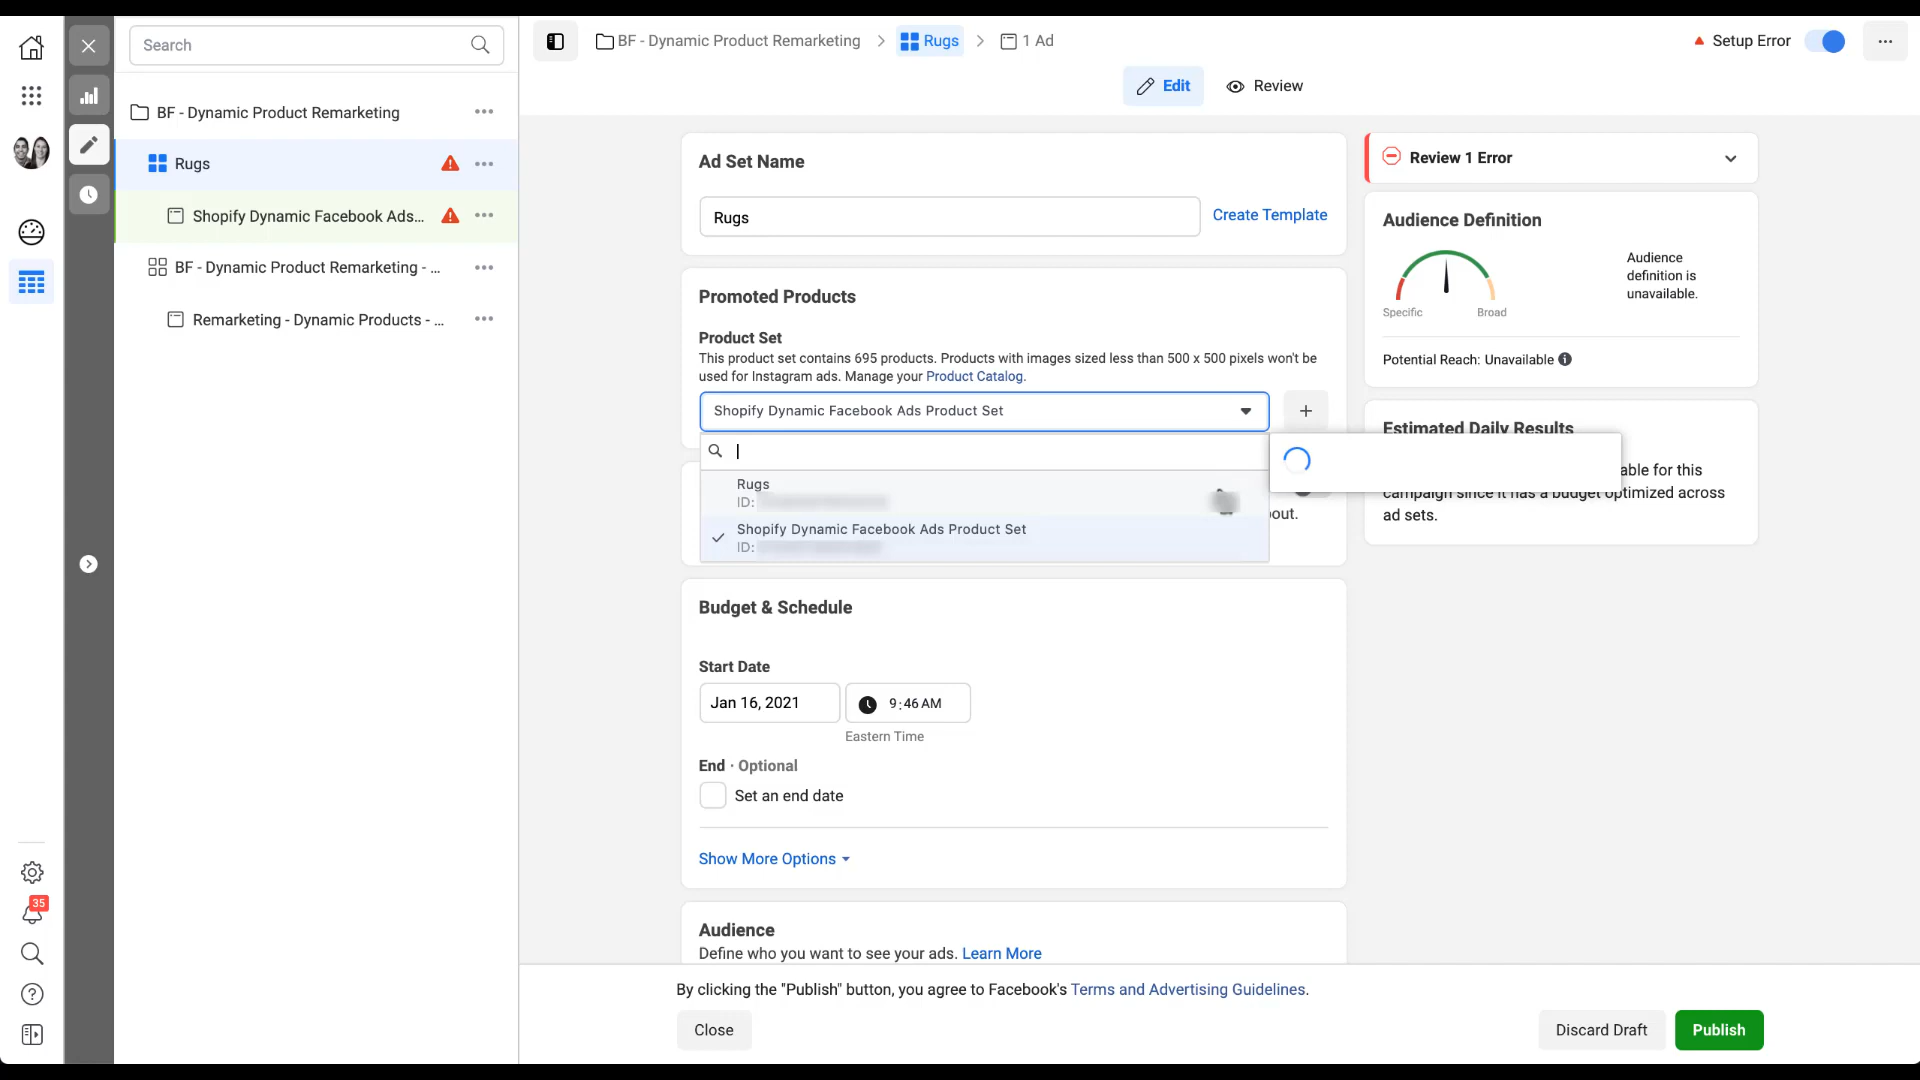 Search
BF - Dynamic Product Remarketing
Rugs
1 Ad
Setup Error
Edit
Review
BF - Dynamic Product Remarketing
Rugs
Shopify Dynamic Facebook Ads...
BF - Dynamic Product Remarketing - ...
Remarketing - Dynamic Products - ...
35
Ad Set Name
Rugs
Create Template
Promoted Products
Product Set
This product set contains 695 products. Products with images sized less than 500 x 500 pixels won't be
used for Instagram ads. Manage your Product Catalog.
Shopify Dynamic Facebook Ads Product Set
Rugs
ID:
Shopify Dynamic Facebook Ads Product Set
ID:
Budget & Schedule
Start Date
Jan 16, 2021
9:46 AM
Eastern Time
End · Optional
Set an end date
Show More Options
Audience
Define who you want to see your ads. Learn More
Review 1 Error
Audience Definition
Audience
definition is
unavailable.
Specific
Broad
Potential Reach: Unavailable
Estimated Daily Results
able for this
campaign since it has a budget optimized across
ad sets.
By clicking the "Publish" button, you agree to Facebook's Terms and Advertising Guidelines.
Close
Discard Draft
Publish